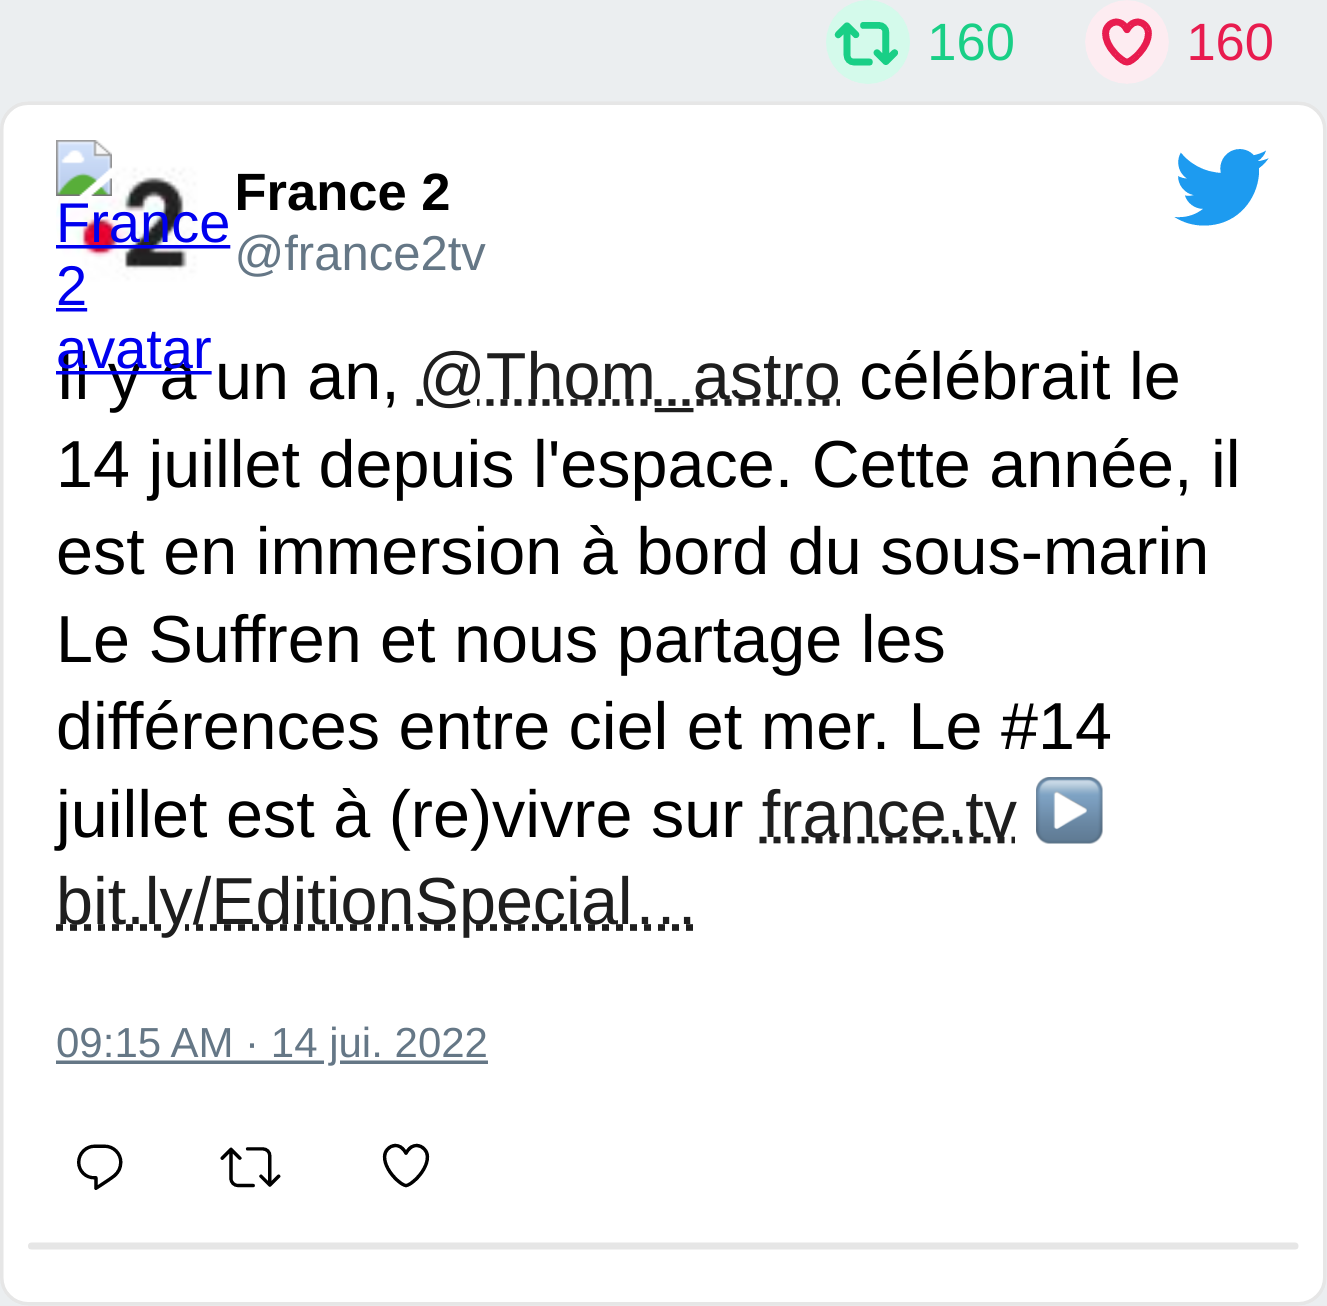 160 160
France 2
@france2tv
France
2
avatar
Il y a un an, @Thom_astro célébrait le
14 juillet depuis l'espace. Cette année, il
est en immersion à bord du sous-marin
Le Suffren et nous partage les
différences entre ciel et mer. Le #14
juillet est à (re)vivre sur france.tv ▶️
bit.ly/EditionSpecial…
09:15 AM · 14 jui. 2022